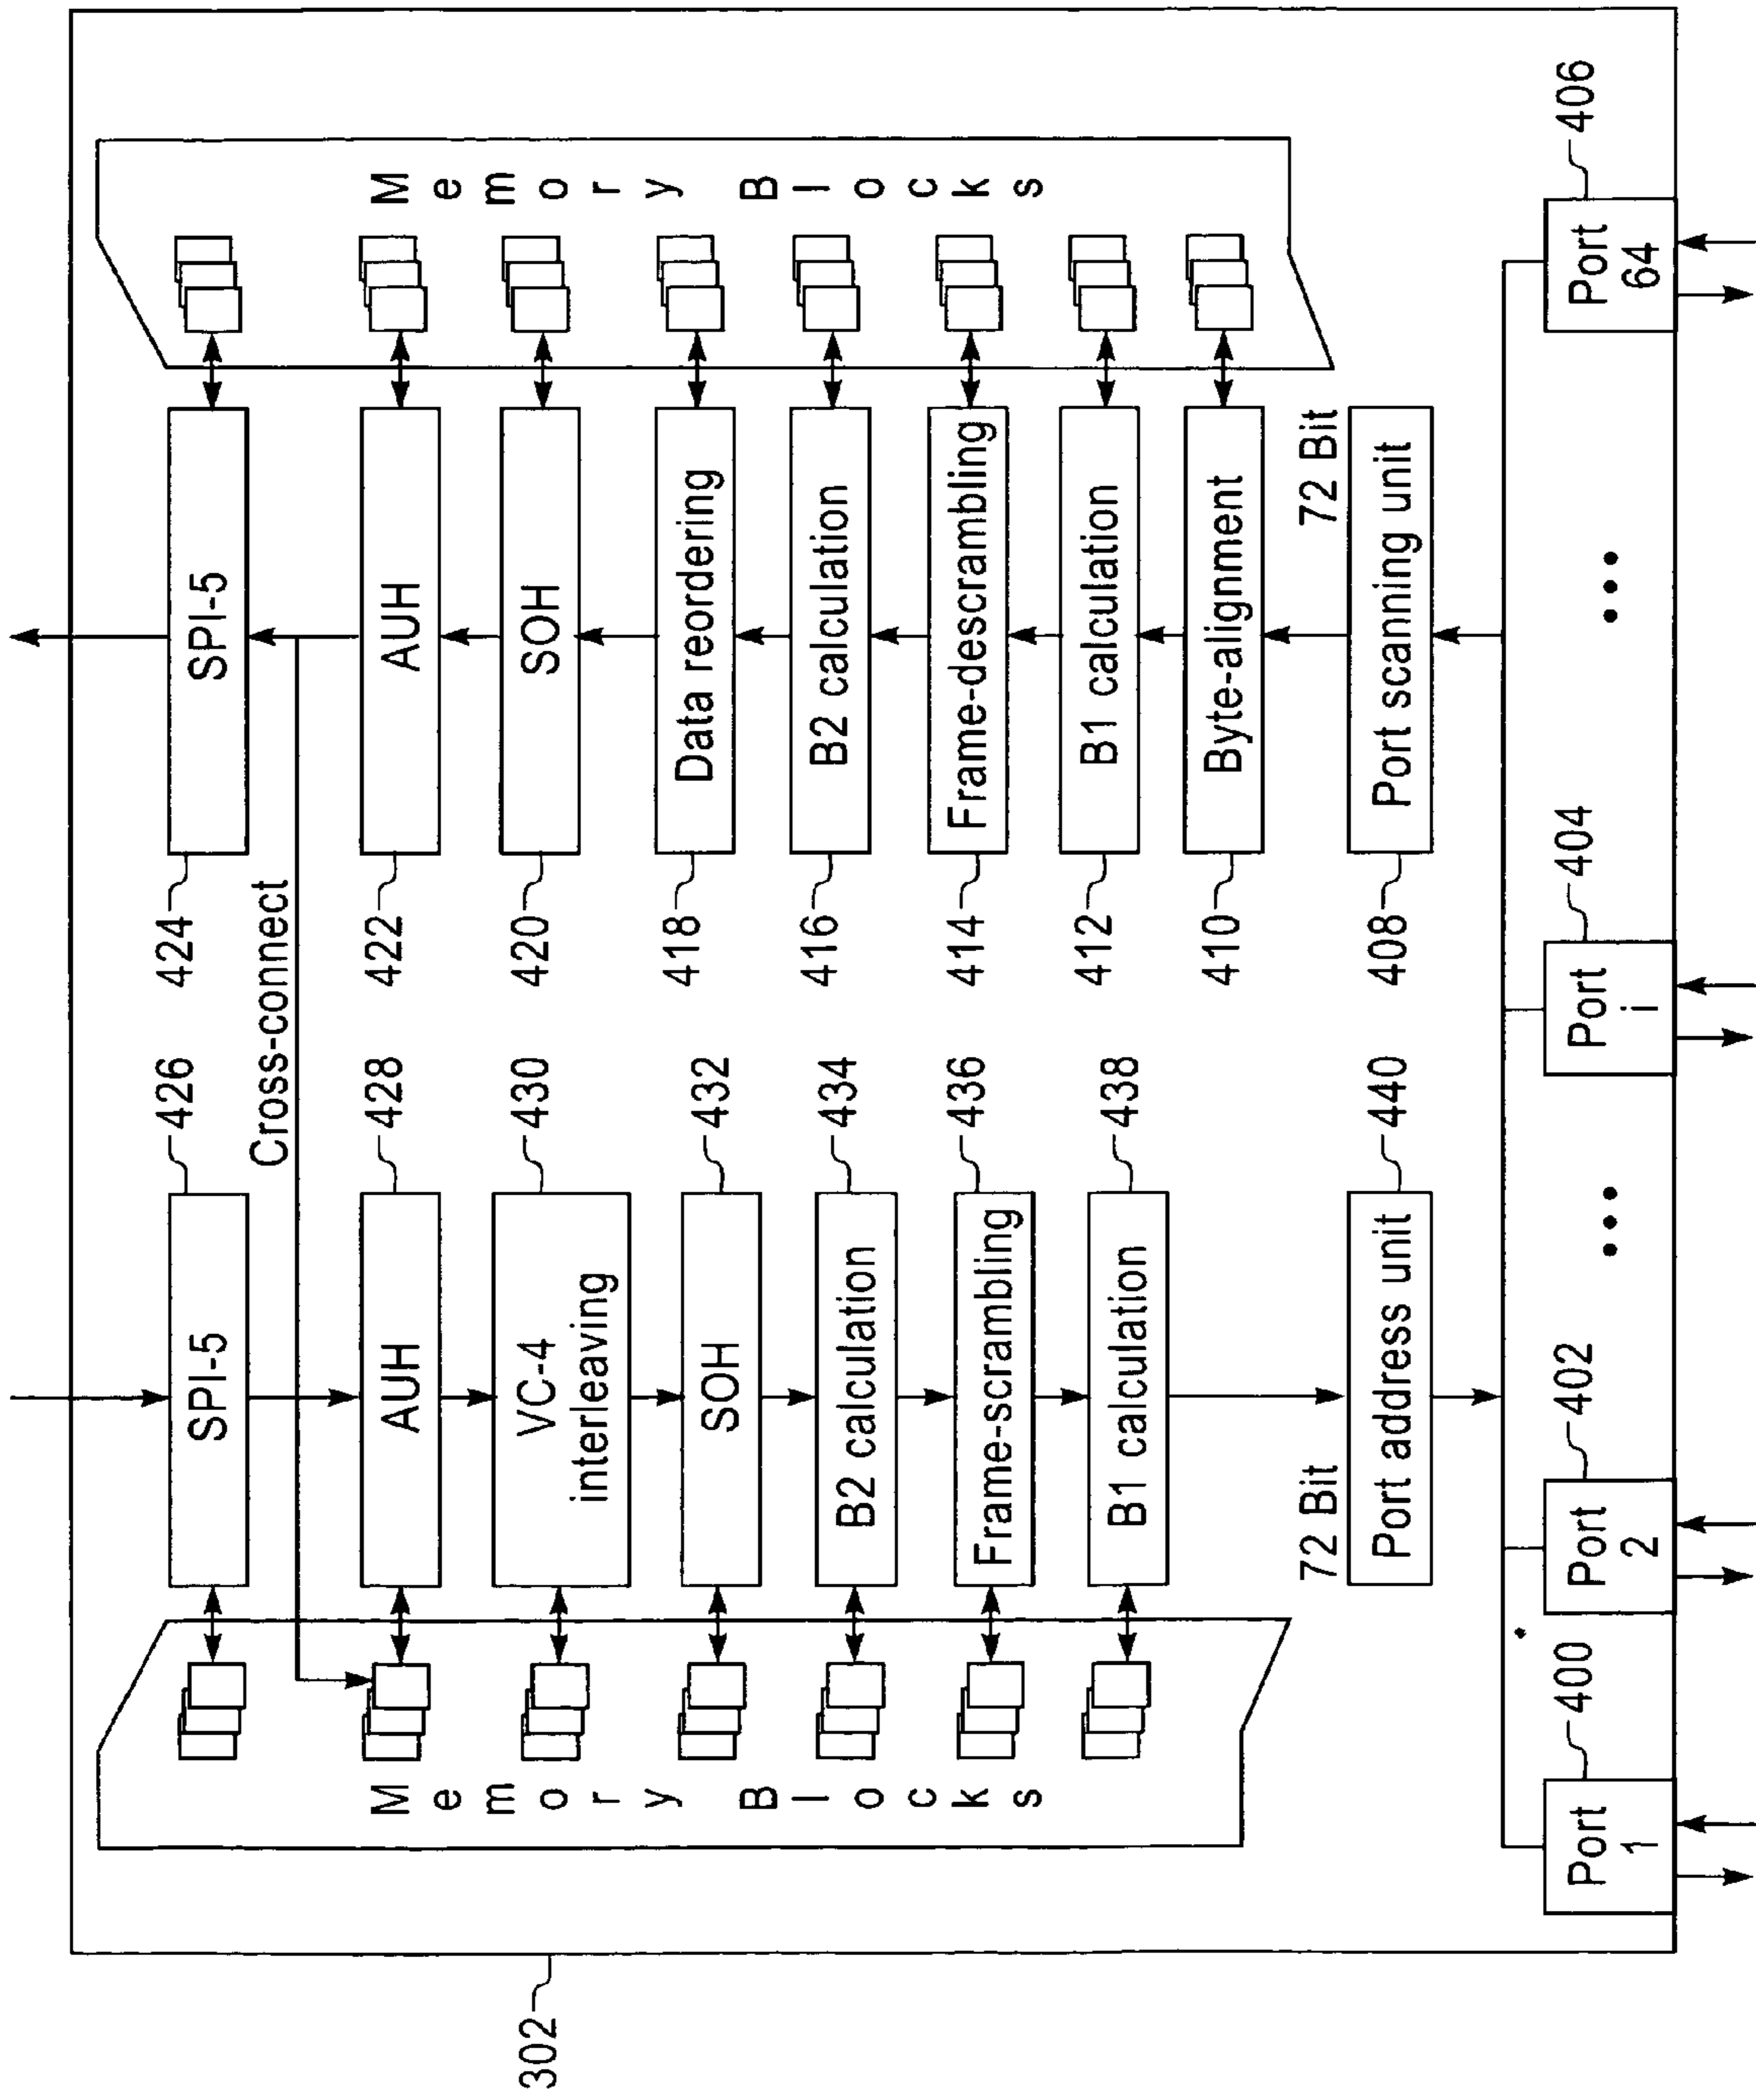 302
Memory Blocks
Memory Blocks
SPI-5
426
Cross-connect
424
SPI-5
AUH
428
422
AUH
VC-4
interleaving
430
420
SOH
SOH
432
418
Data reordering
B2 calculation
434
416
B2 calculation
Frame-scrambling
436
414
Frame-descrambling
B1 calculation
438
412
B1 calculation
410
Byte-alignment
72 Bit
72 Bit
Port address unit
440
408
Port scanning unit
Port
1
400
Port
2
402
...
Port
i
404
...
Port
64
406